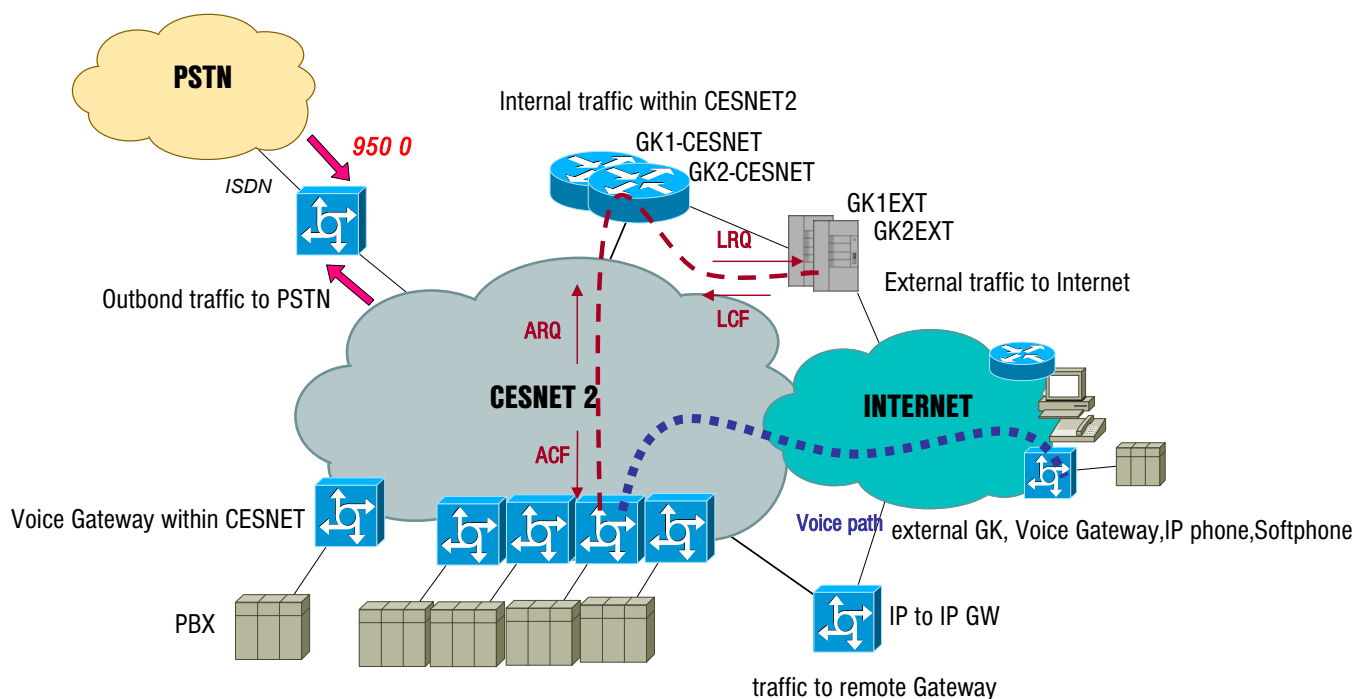 PSTN
Internal traffic within CESNET2
950 0
GK1-CESNET
GK2-CESNET
ISDN
GK1EXT
GK2EXT
LRQ
External traffic to Internet
Outbond traffic to PSTN
LCF
ARQ
CESNET 2
INTERNET
ACF
Voice Gateway within CESNET
Voice path
external GK, Voice Gateway,IP phone,Softphone
PBX
IP to IP GW
traffic to remote Gateway